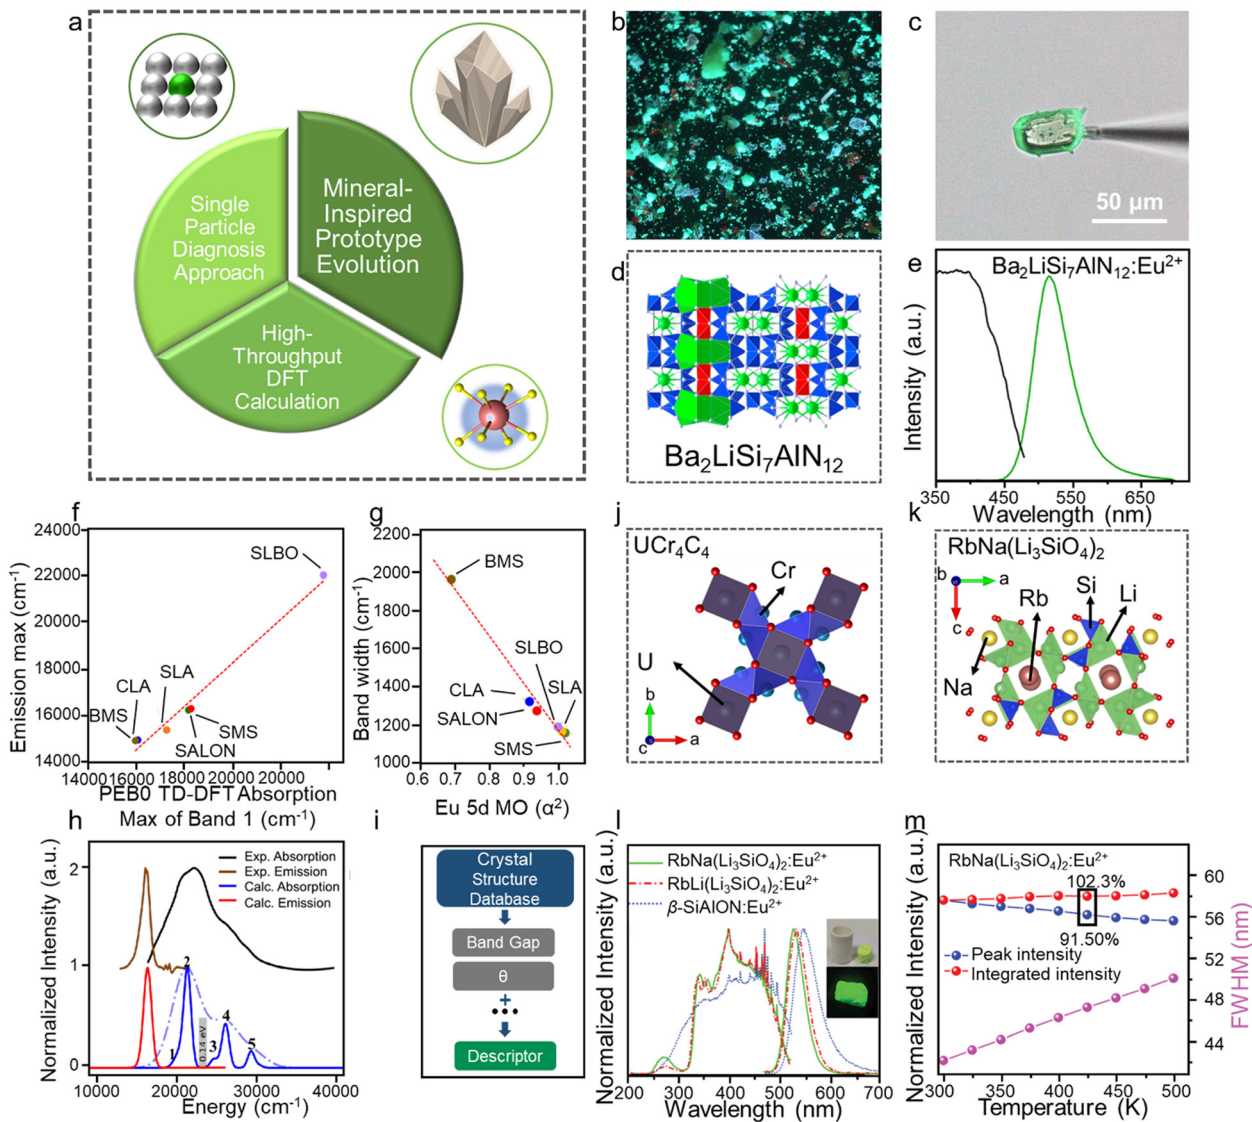 a
Single
Particle
Diagnosis
Approach
Mineral-
Inspired
Prototype
Evolution
High-
Throughput
DFT
Calculation
b
c
50 μm
d
Ba₂LiSi₇AlN₁₂
e
Ba₂LiSi₇AlN₁₂:Eu²⁺
Intensity (a.u.)
350 450 550 650
Wavelength (nm)
f
24000
22000
20000
18000
16000
14000
Emission max (cm⁻¹)
SLBO
SLA
CLA
BMS
SMS
SALON
14000 16000 18000 20000
PEB0 TD-DFT Absorption
Max of Band 1 (cm⁻¹)
g
2200
2000
1800
1600
1400
1200
1000
Band width (cm⁻¹)
BMS
SLBO
CLA
SLA
SALON
SMS
0.6 0.7 0.8 0.9 1.0 1.1
Eu 5d MO (α²)
j
UCr₄C₄
Cr
U
b
c
a
k
RbNa(Li₃SiO₄)₂
b
a
c
Si
Rb
Li
Na
h
Normalized Intensity (a.u.)
2
1
0
Exp. Absorption
Exp. Emission
Calc. Absorption
Calc. Emission
1
2
0.14 eV
3
4
5
10000 20000 30000 40000
Energy (cm⁻¹)
i
Crystal
Structure
Database
Band Gap
θ
+
•••
Descriptor
l
Normalized Intensity (a.u.)
RbNa(Li₃SiO₄)₂:Eu²⁺
RbLi(Li₃SiO₄)₂:Eu²⁺
β-SiAlON:Eu²⁺
200 300 400 500 600 700
Wavelength (nm)
m
Normalized Intensity (a.u.)
RbNa(Li₃SiO₄)₂:Eu²⁺
102.3%
91.50%
Peak intensity
Integrated intensity
60
56
52
48
44
FWHM (nm)
300 350 400 450 500
Temperature (K)